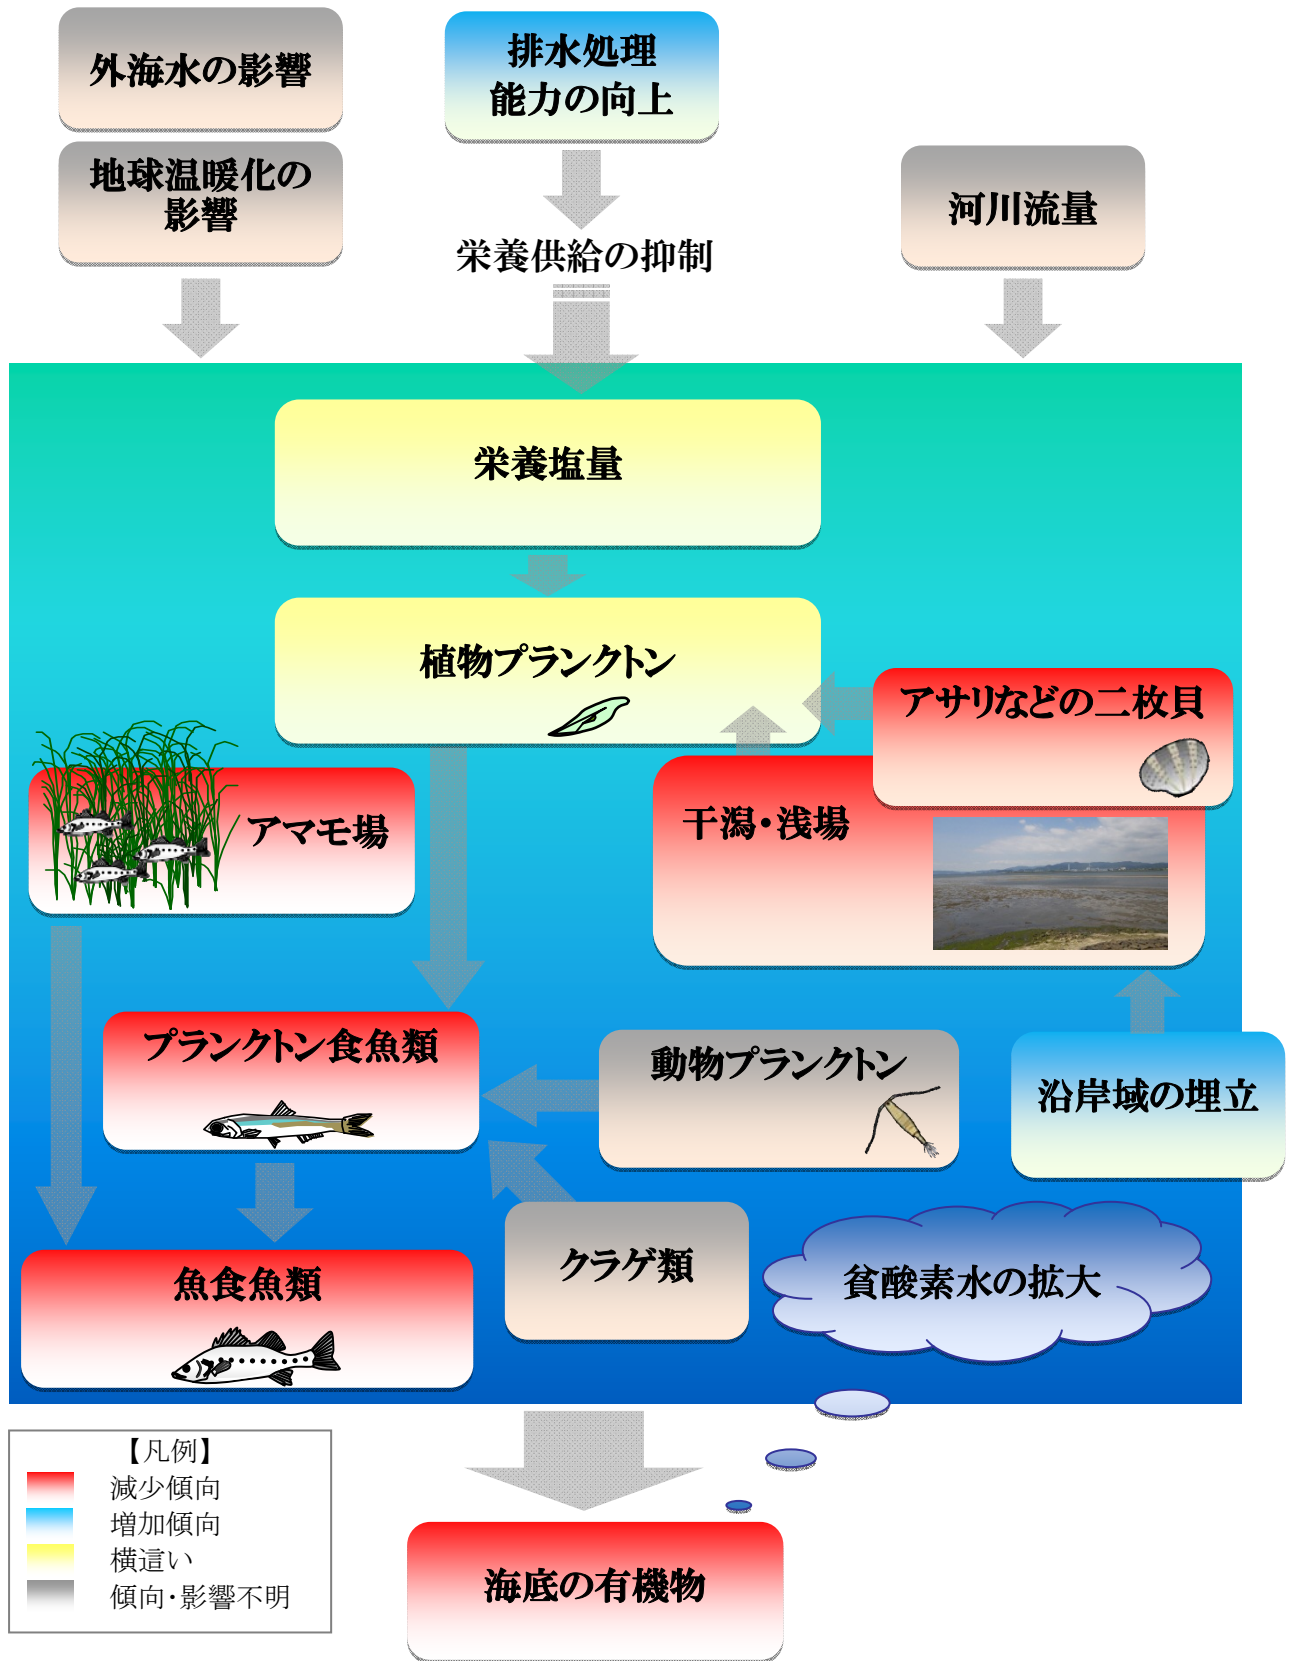 外海水の影響
排水処理
能力の向上
地球温暖化の
影響
河川流量
栄養供給の抑制
栄養塩量
植物プランクトン
アサリなどの二枚貝
アマモ場
干潟・浅場
プランクトン食魚類
動物プランクトン
沿岸域の埋立
魚食魚類
クラゲ類
貧酸素水の拡大
【凡例】
減少傾向
増加傾向
横這い
傾向・影響不明
海底の有機物